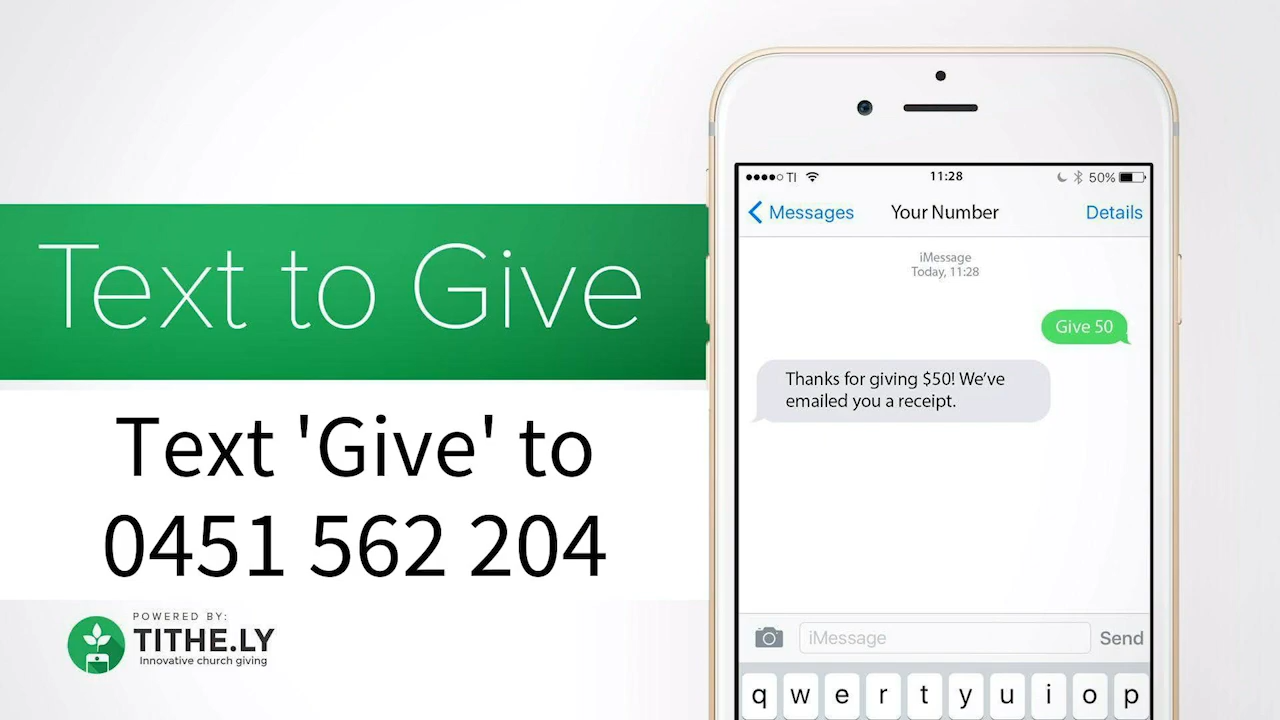 Text to Give
Text 'Give' to
0451 562 204
POWERED BY:
TITHE.LY
Innovative church giving
TI
11:28
50%
Messages
Your Number
Details
iMessage
Today, 11:28
Give 50
Thanks for giving $50! We’ve
emailed you a receipt.
iMessage
Send
q w e r t y u i o p